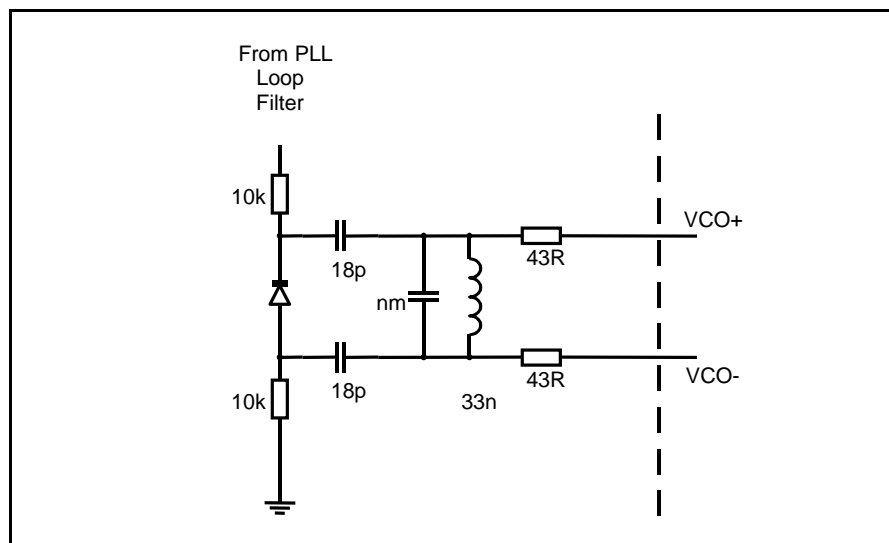 From PLL
Loop
Filter
10k
VCO+
18p
43R
nm
18p
43R
VCO-
10k
33n